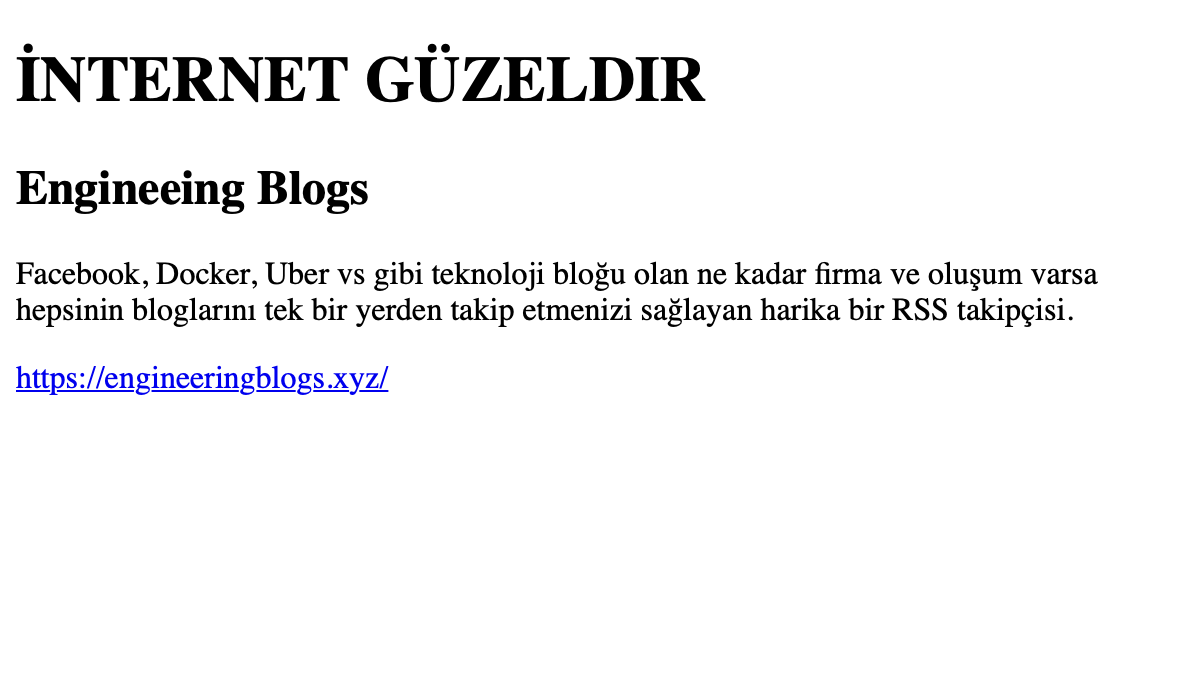 İNTERNET GÜZELDIR
Engineeing Blogs
Facebook, Docker, Uber vs gibi teknoloji bloğu olan ne kadar firma ve oluşum varsa
hepsinin bloglarını tek bir yerden takip etmenizi sağlayan harika bir RSS takipçisi.
https://engineeringblogs.xyz/